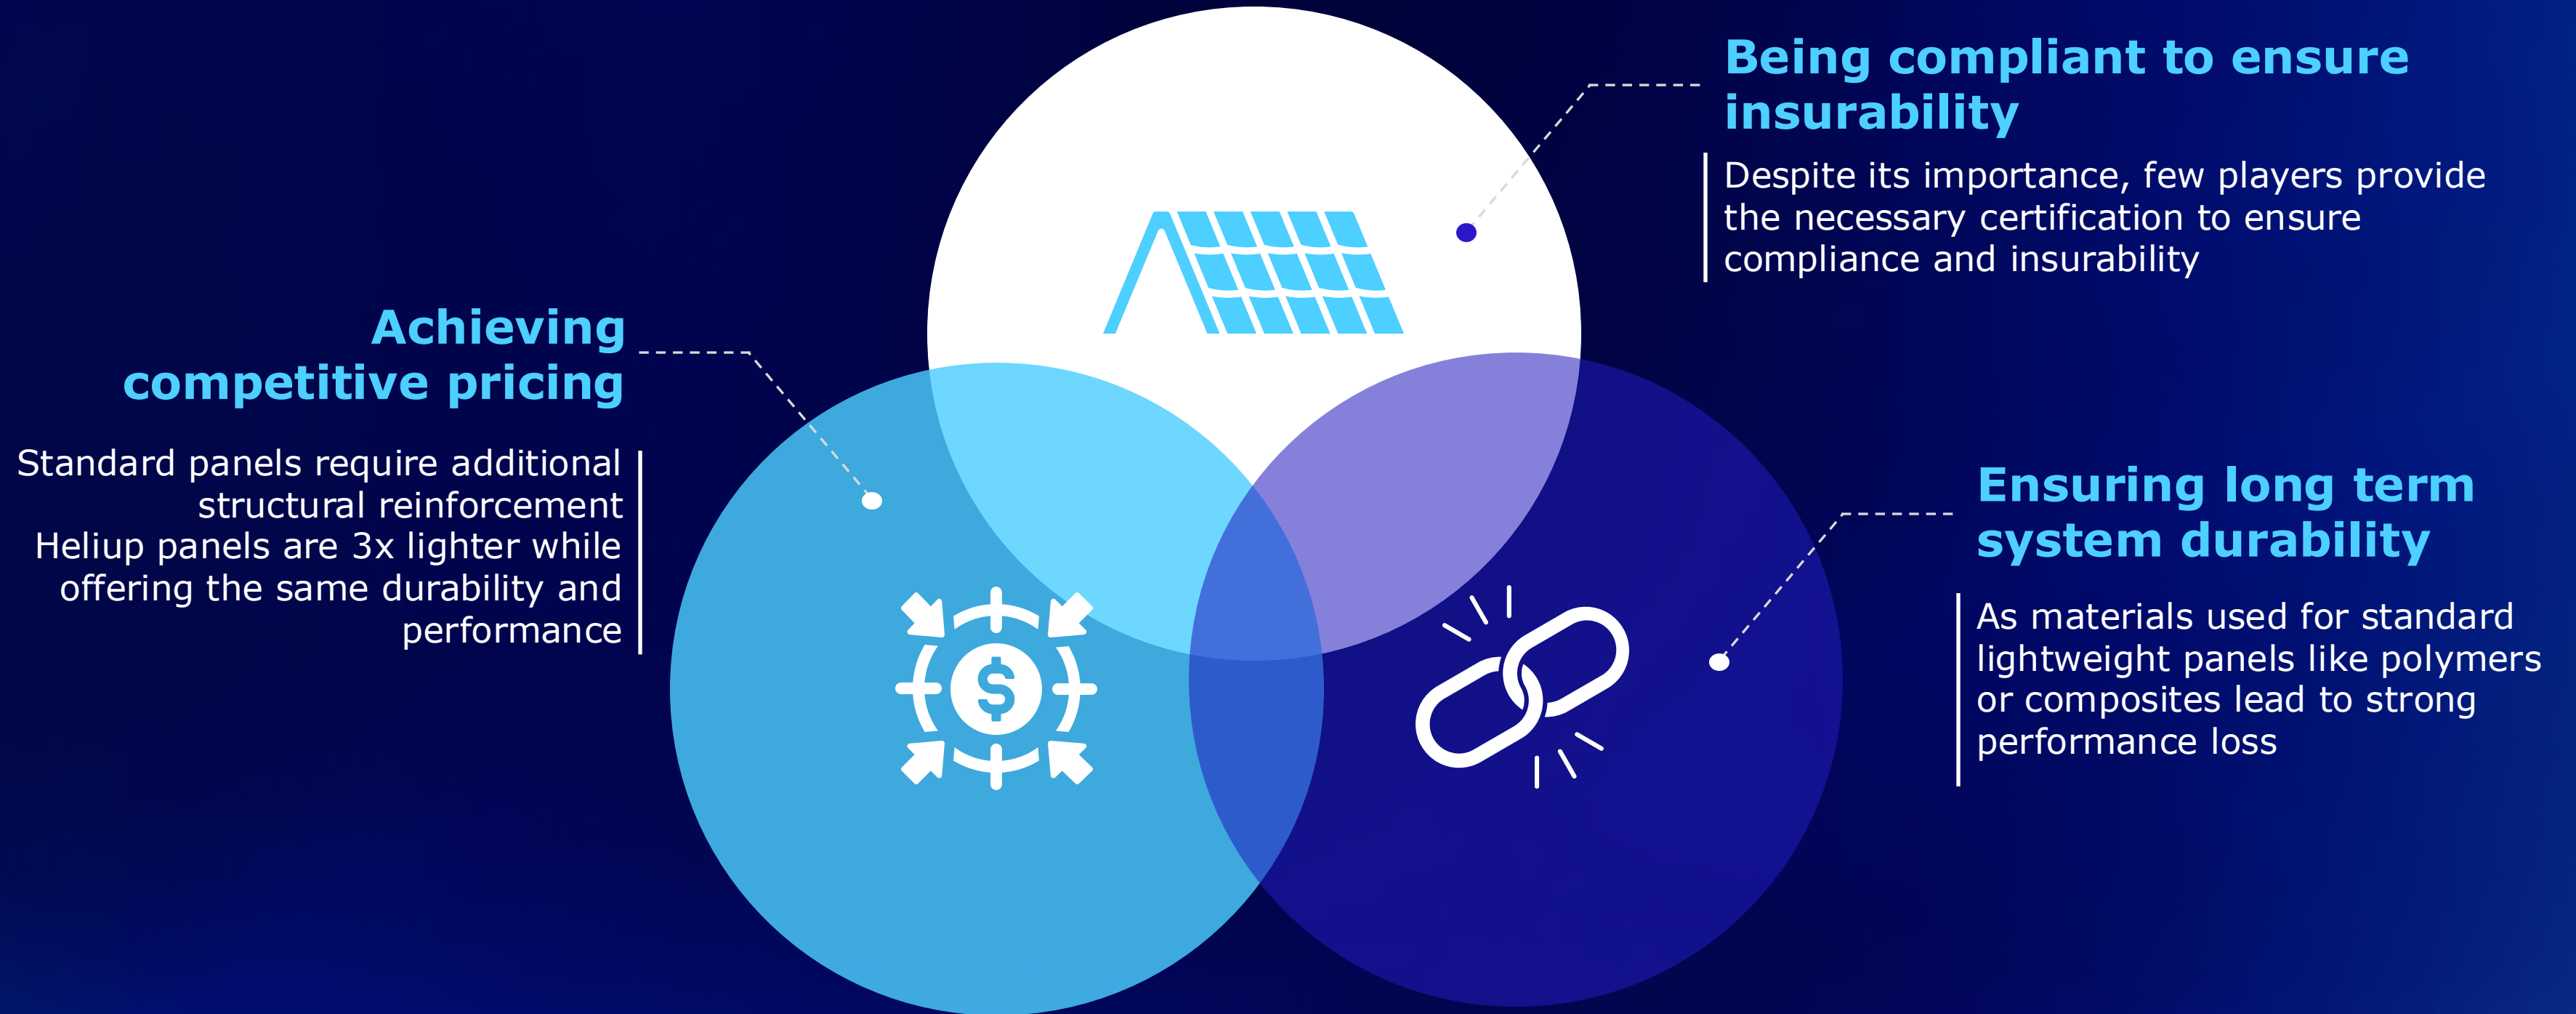 Being compliant to ensure
insurability
Despite its importance, few players provide
the necessary certification to ensure
compliance and insurability
Achieving
competitive pricing
Standard panels require additional
structural reinforcement
Heliup panels are 3x lighter while
offering the same durability and
performance
$
Ensuring long term
system durability
As materials used for standard
lightweight panels like polymers
or composites lead to strong
performance loss